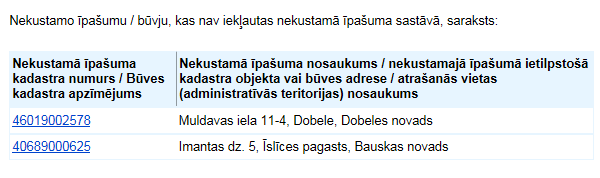 Nekustamo īpašumu / būvju, kas nav iekļautas nekustamā īpašuma sastāvā, saraksts:
Nekustamā īpašuma kadastra numurs / Būves kadastra apzīmējums
Nekustamā īpašuma nosaukums / nekustamajā īpašumā ietilpstošā kadastra objekta vai būves adrese / atrašanās vietas (administratīvās teritorijas) nosaukums
46019002578 Muldavas iela 11-4, Dobele, Dobeles novads
40689000625 Imantas dz. 5, Īslīces pagasts, Bauskas novads